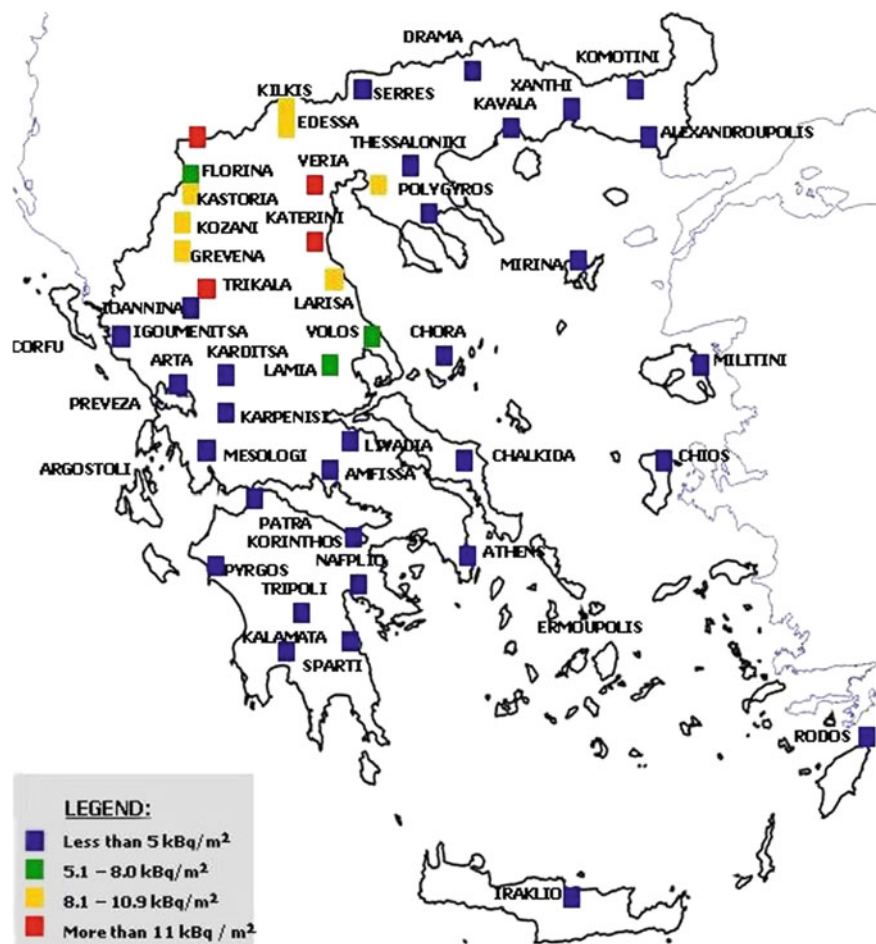 DRAMA
KOMOTINI
KILKIS
XANTHI
SERRES
KAVALA
EDESSA
ALEXANDROUPOLIS
THESSALONIKI
VERIA
FLORINA
POLYGYROS
KASTORIA
KATERINI
KOZANI
GREVENA
MIRINA
TRIKALA
LARISA
IOANNINA
IGOUMENITSA
VOLOS
CHORA
CORFU
KARDITSA
ARTA
LAMIA
MILITINI
PREVEZA
KARPENISI
LIVADIA
MESOLOGI
CHALKIDA
CHIOS
ARGOSTOLI
AMFISSA
PATRA
KORINTHOS
ATHENS
NAFPLIO
PYRGOS
TRIPOLI
ERMOUPOLIS
KALAMATA
SPARTI
RODOS
IRAKLIO
LEGEND:
Less than 5 kBq/m²
5.1 – 8.0 kBq/m²
8.1 – 10.9 kBq/m²
More than 11 kBq / m²